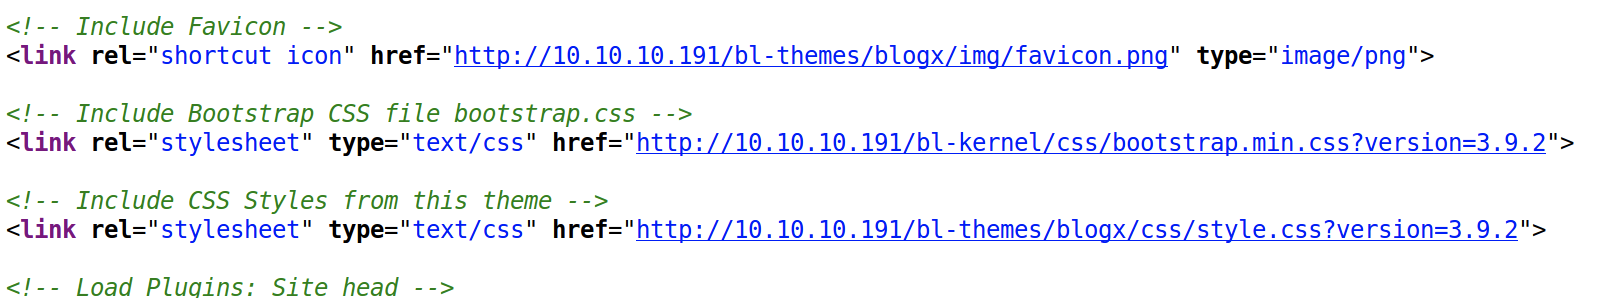 <!-- Include Favicon -->
<link rel="shortcut icon" href="http://10.10.10.191/bl-themes/blogx/img/favicon.png" type="image/png">
<!-- Include Bootstrap CSS file bootstrap.css -->
<link rel="stylesheet" type="text/css" href="http://10.10.10.191/bl-kernel/css/bootstrap.min.css?version=3.9.2">
<!-- Include CSS Styles from this theme -->
<link rel="stylesheet" type="text/css" href="http://10.10.10.191/bl-themes/blogx/css/style.css?version=3.9.2">
<!-- Load Plugins: Site head -->